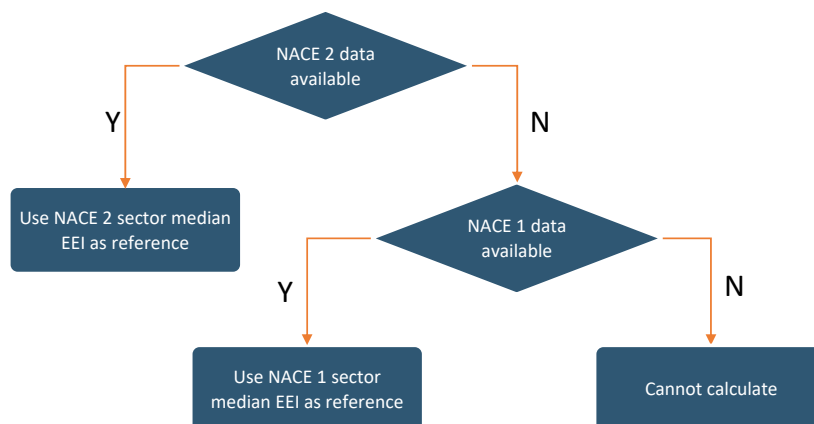 NACE 2 data
available
Y
N
Use NACE 2 sector median
EEI as reference
NACE 1 data
available
Y
N
Use NACE 1 sector
median EEI as reference
Cannot calculate